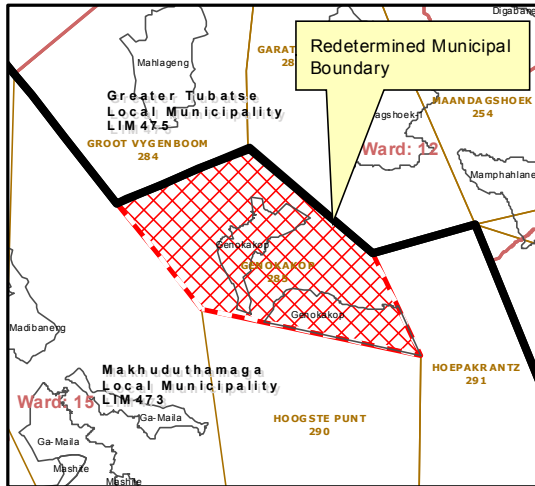 Digaban
Mahlageng
GARAT
28
Redetermined Municipal
Boundary
Greater Tubatse
Local Municipality
LIM475
GROOT VYGENBOOM
284
agshoek-T
MAANDAGSHOEK
254
Ward: 12
Mamphahlane
Genokakop
GENOKAKOP
285
Genokakop
Madibaneng
Makhuduthamaga
Local Municipality
LIM473
HOEPAKRANTZ
291
Ward: 15
Ga-Maila
Ga-Maila
HOOGSTE PUNT
290
Mashite
Mashite